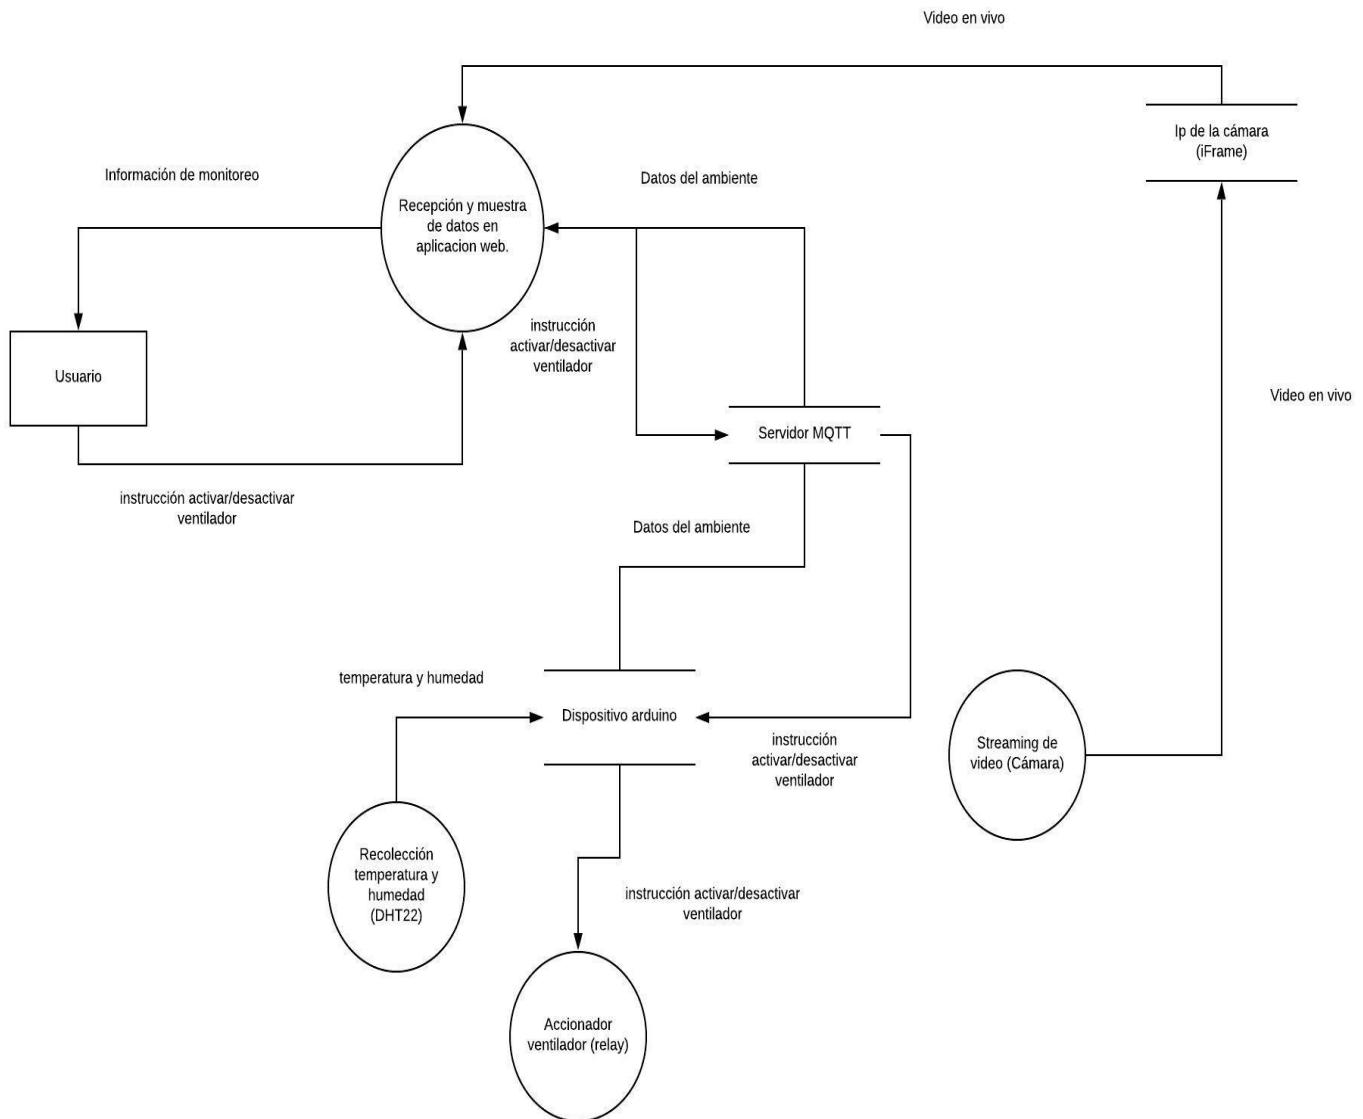 Video en vivo
Ip de la cámara
(iFrame)
Información de monitoreo
Datos del ambiente
Recepción y muestra
de datos en
aplicacion web.
instrucción
activar/desactivar
ventilador
Usuario
Video en vivo
Servidor MQTT
instrucción activar/desactivar
ventilador
Datos del ambiente
temperatura y humedad
Dispositivo arduino
instrucción
activar/desactivar
ventilador
Streaming de
video (Cámara)
Recolección
temperatura y
humedad
(DHT22)
instrucción activar/desactivar
ventilador
Accionador
ventilador (relay)